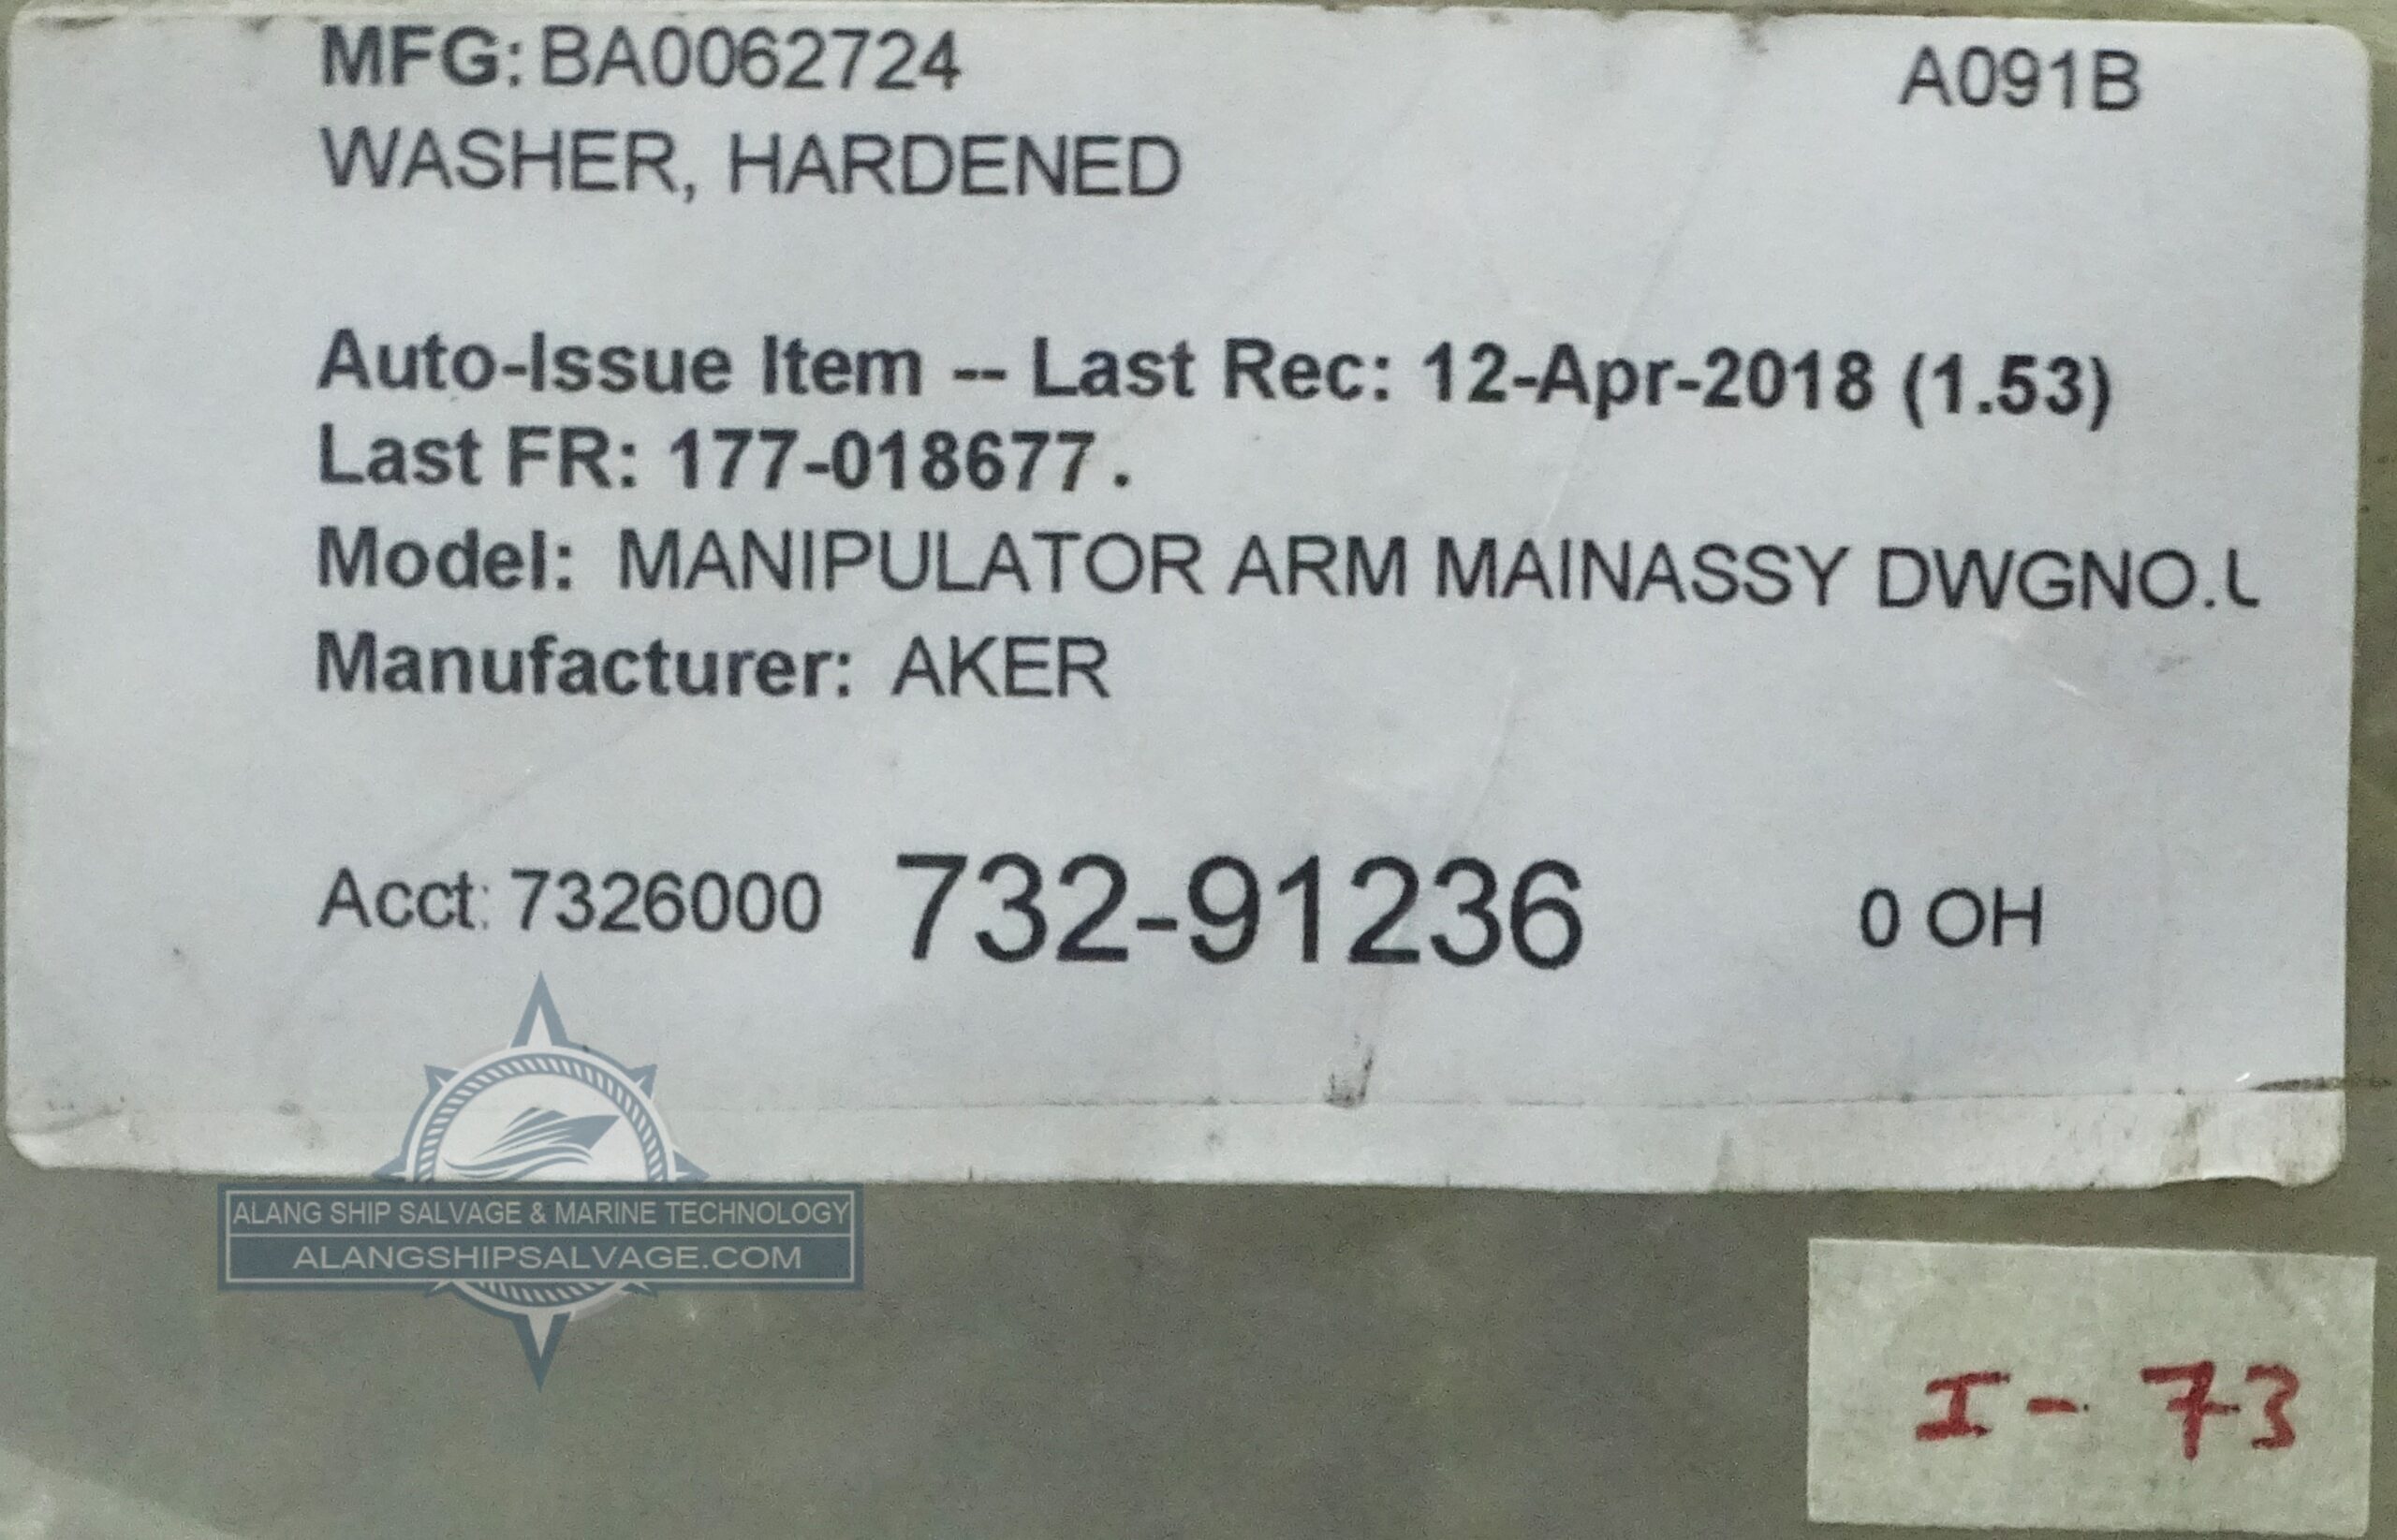 MFG: BA0062724 A091B
WASHER, HARDENED
Auto-Issue Item -- Last Rec: 12-Apr-2018 (1.53)
Last FR: 177-018677 .
Model: MANIPULATOR ARM MAINASSY DWGNO.
Manufacturer: AKER
Acct: 7326000 732-91236 0 OH
ALANG SHIP SALVAGE & MARINE TECHNOLOGY
ALANGSHIPSALVAGE.COM
I - 73